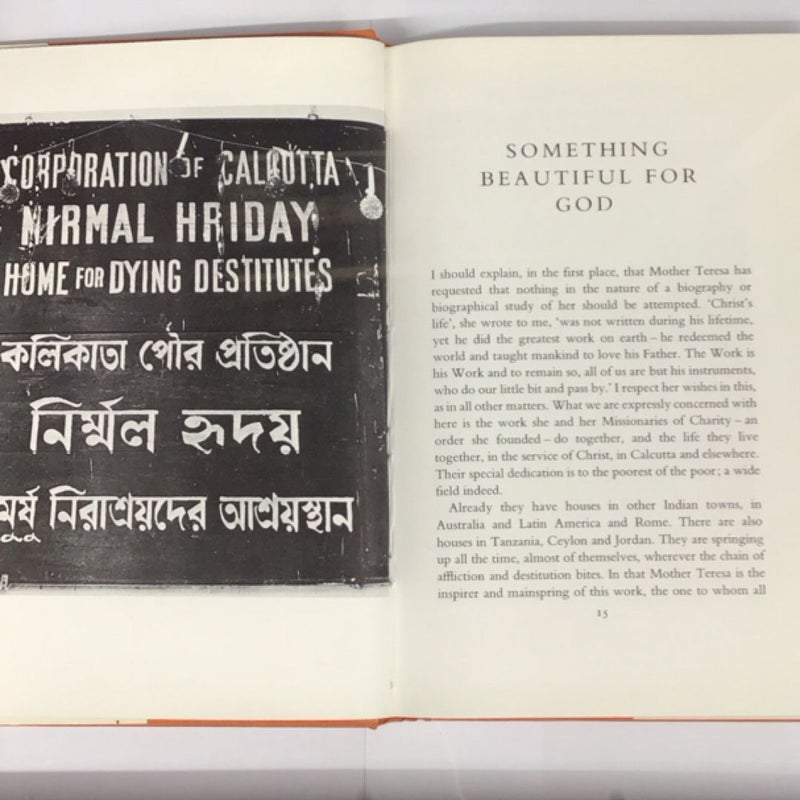 CORPORATION OF CALCUTTA
NIRMAL HRIDAY
HOME FOR DYING DESTITUTES
কলিকাতা পৌর প্রতিষ্ঠান
নির্ম্মল হৃদয়
নিরাশ্রয়দের আশ্রয়স্থান
SOMETHING
BEAUTIFUL FOR
GOD
I should explain, in the first place, that Mother Teresa has
requested that nothing in the nature of a biography or
biographical study of her should be attempted. ‘Christ’s
life’, she wrote to me, ‘was not written during his lifetime,
yet he did the greatest work on earth – he redeemed the
world and taught mankind to love his Father. The Work is
his Work and to remain so, all of us are but his instruments,
who do our little bit and pass by.’ I respect her wishes in this,
as in all other matters. What we are expressly concerned with
here is the work she and her Missionaries of Charity – an
order she founded – do together, and the life they live
together, in the service of Christ, in Calcutta and elsewhere.
Their special dedication is to the poorest of the poor; a wide
field indeed.
Already they have houses in other Indian towns, in
Australia and Latin America and Rome. There are also
houses in Tanzania, Ceylon and Jordan. They are springing
up all the time, almost of themselves, wherever the chain of
affliction and destitution bites. In that Mother Teresa is the
inspirer and mainspring of this work, the one to whom all
15